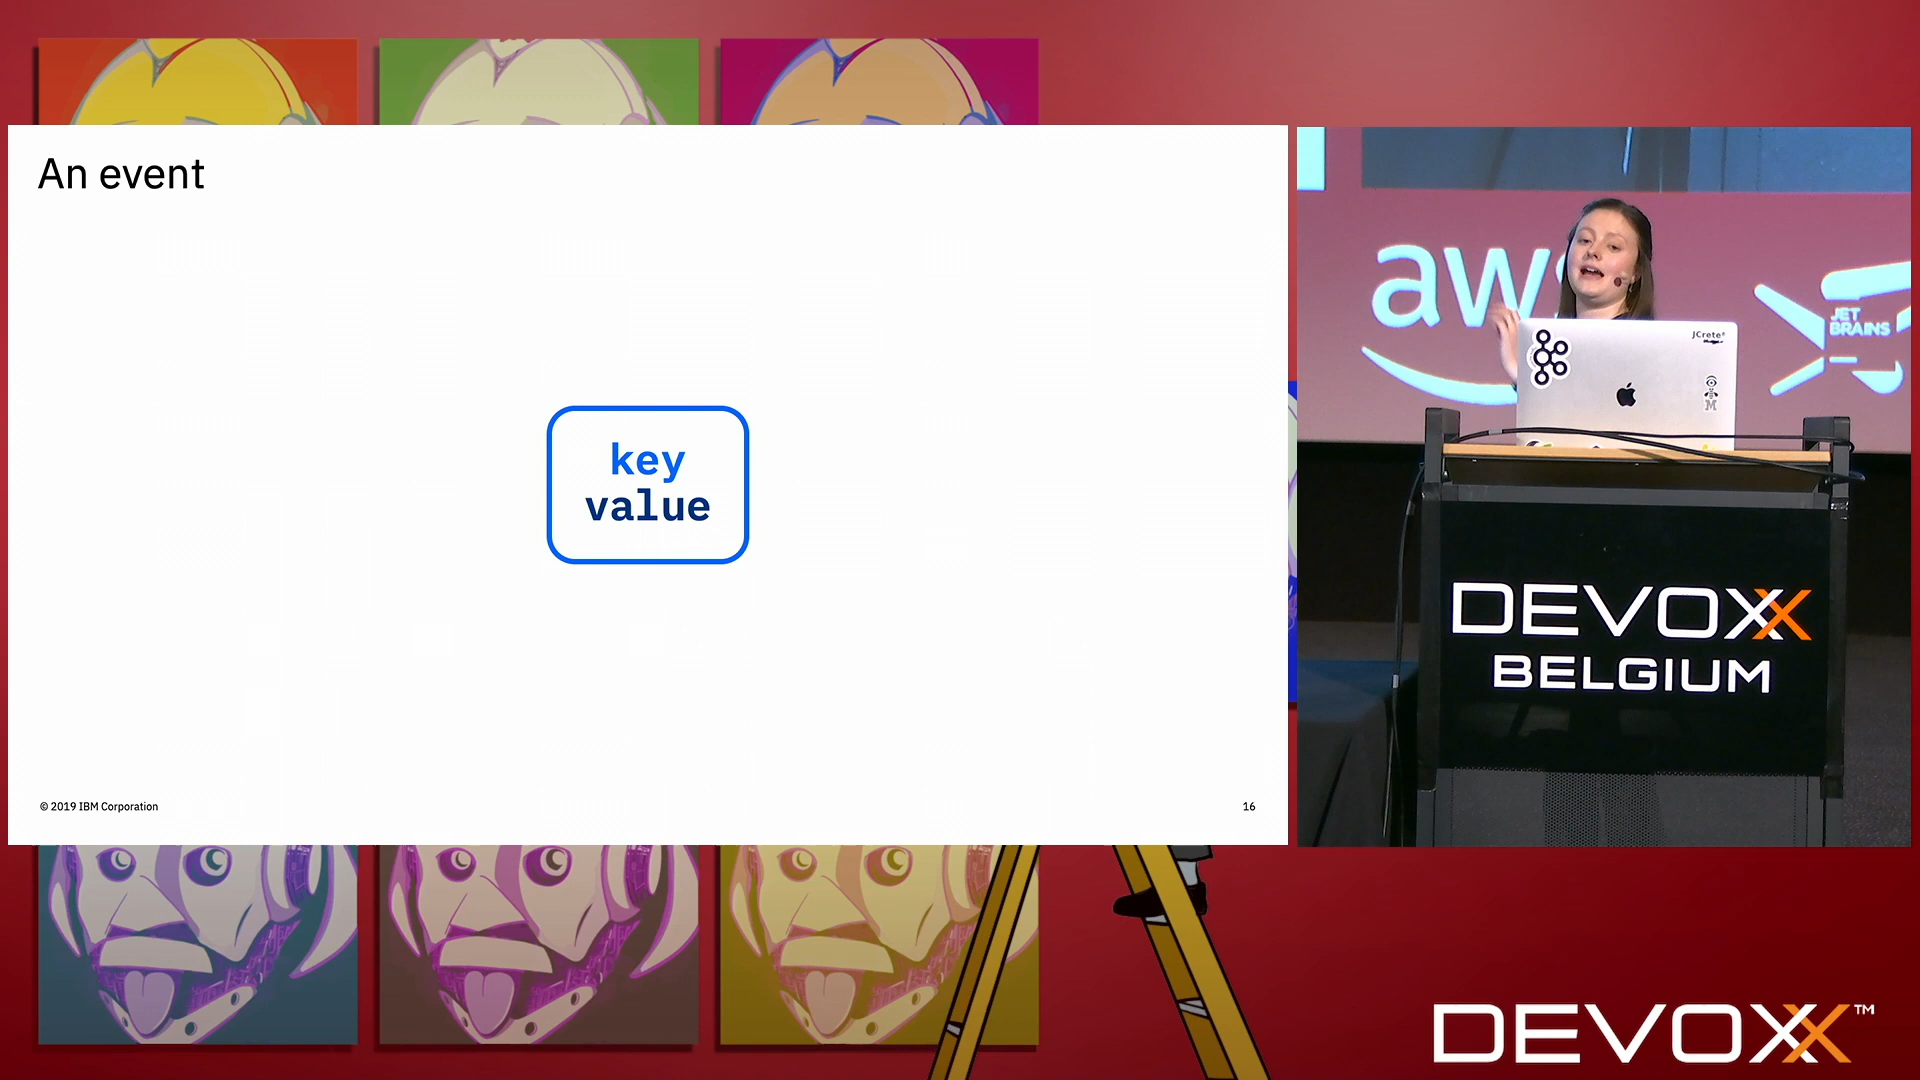 An event
key
value
© 2019 IBM Corporation
16
aws
JET
BRAINS
JCrete
M
DEVOXX
BELGIUM
DEVOXX™